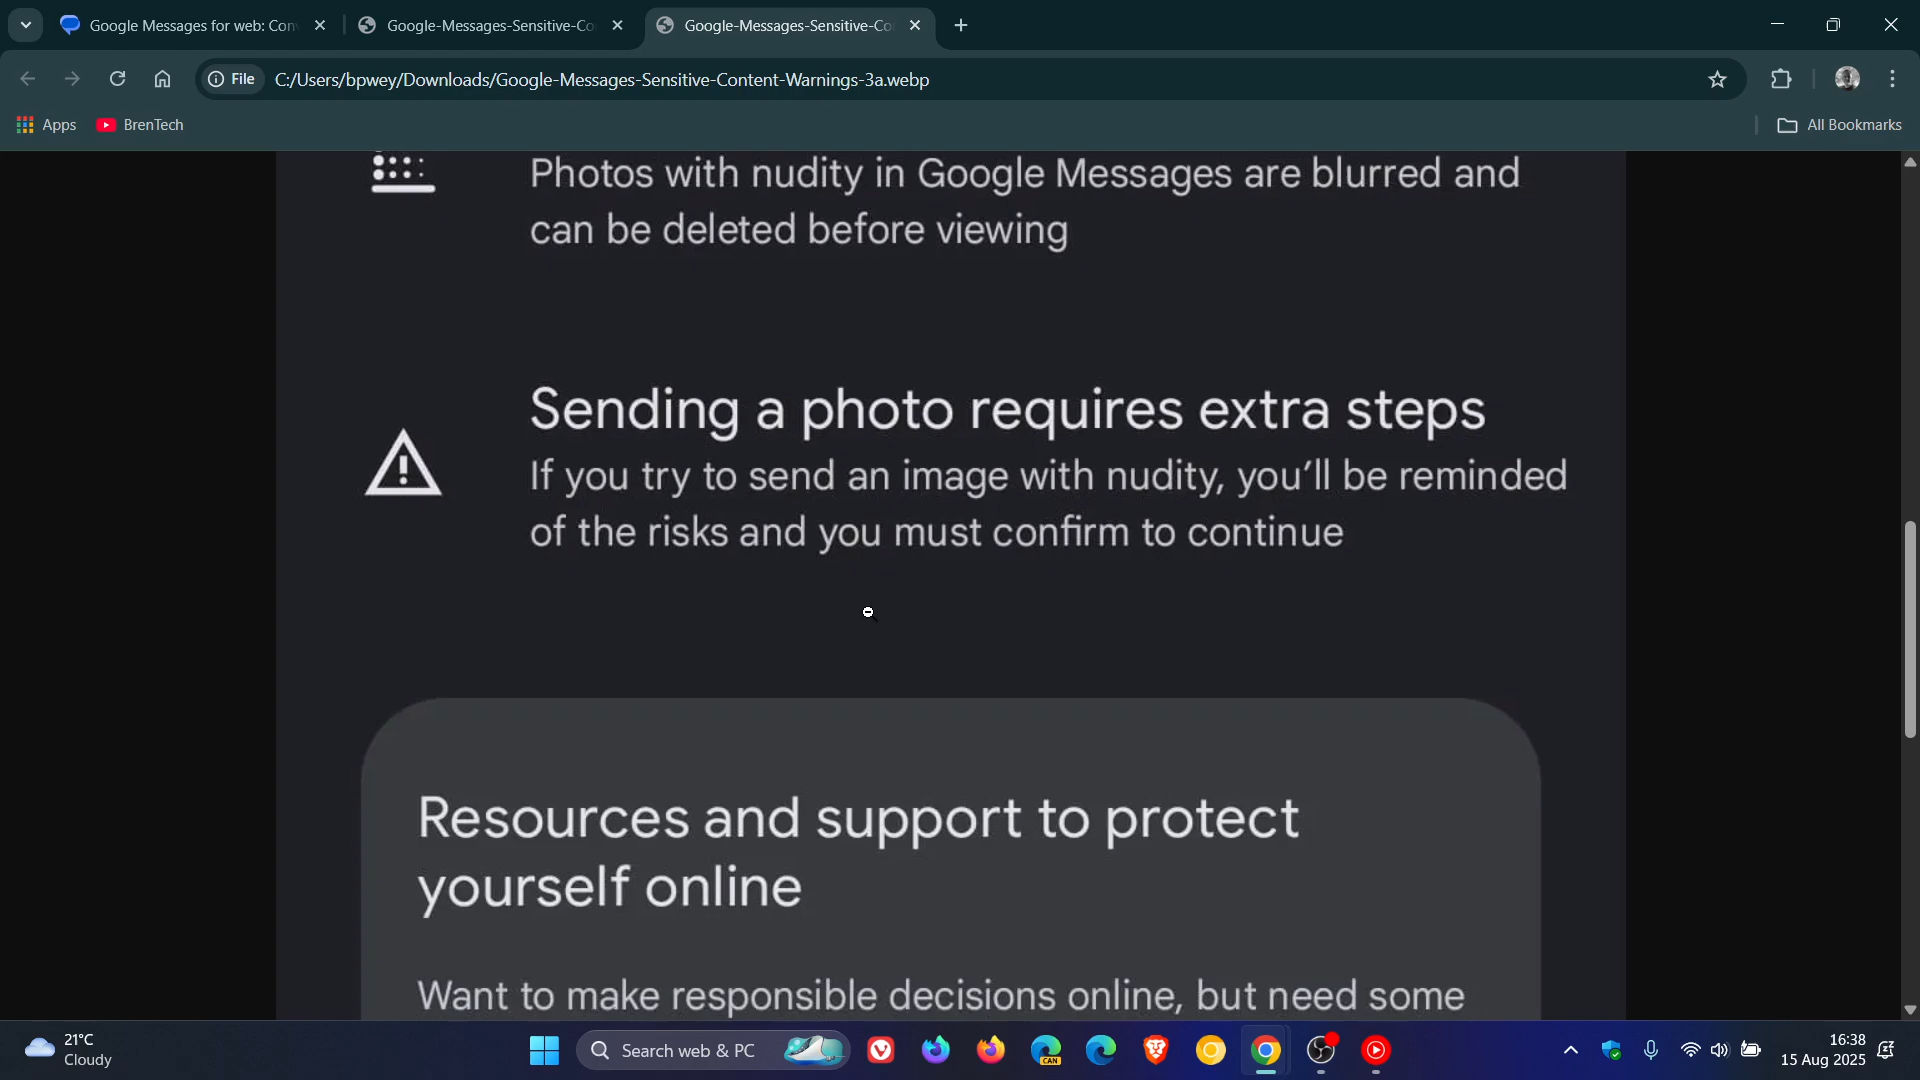 Google Messages for web: Con
Google-Messages-Sensitive-Co
Google-Messages-Sensitive-Co
File
C:/Users/bpwey/Downloads/Google-Messages-Sensitive-Content-Warnings-3a.webp
Apps
BrenTech
All Bookmarks
Photos with nudity in Google Messages are blurred and
can be deleted before viewing
Sending a photo requires extra steps
If you try to send an image with nudity, you’ll be reminded
of the risks and you must confirm to continue
Resources and support to protect
yourself online
Want to make responsible decisions online, but need some
21°C
Cloudy
Search web & PC
CAN
16:38
15 Aug 2025